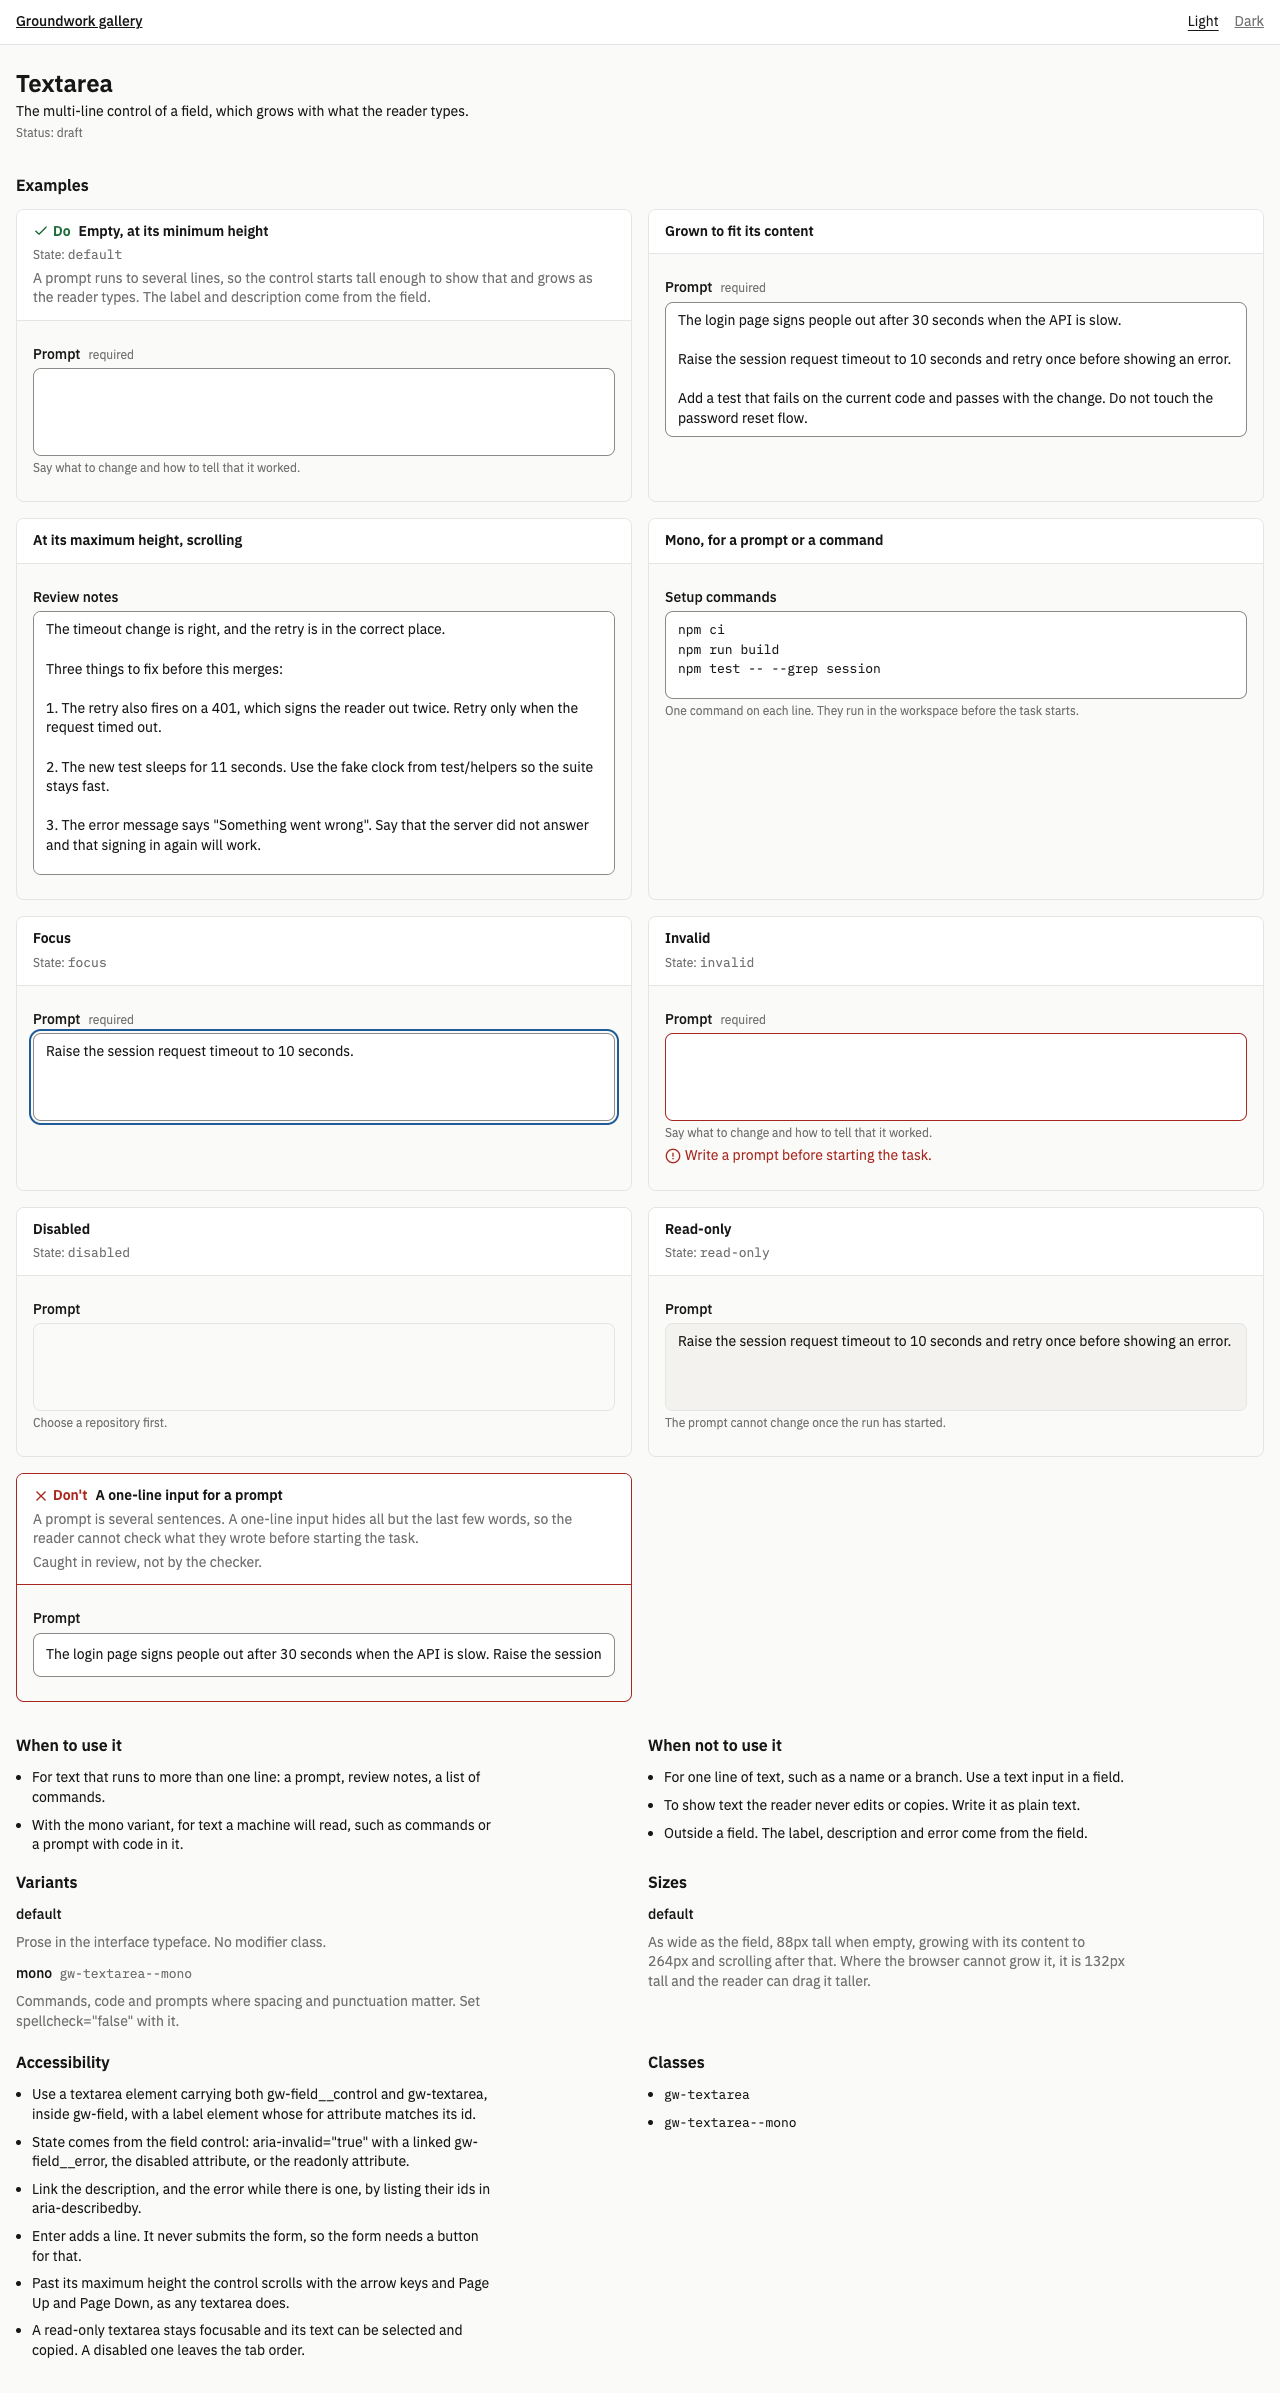 Groundwork gallery
Light Dark
Textarea
The multi-line control of a field, which grows with what the reader types.
Status: draft
Examples
Do Empty, at its minimum height
State: default
A prompt runs to several lines, so the control starts tall enough to show that and grows as
the reader types. The label and description come from the field.
Prompt required
Say what to change and how to tell that it worked.
Grown to fit its content
Prompt required
The login page signs people out after 30 seconds when the API is slow.
Raise the session request timeout to 10 seconds and retry once before showing an error.
Add a test that fails on the current code and passes with the change. Do not touch the
password reset flow.
At its maximum height, scrolling
Review notes
The timeout change is right, and the retry is in the correct place.
Three things to fix before this merges:
1. The retry also fires on a 401, which signs the reader out twice. Retry only when the
request timed out.
2. The new test sleeps for 11 seconds. Use the fake clock from test/helpers so the suite
stays fast.
3. The error message says "Something went wrong". Say that the server did not answer
and that signing in again will work.
Mono, for a prompt or a command
Setup commands
npm ci
npm run build
npm test -- --grep session
One command on each line. They run in the workspace before the task starts.
Focus
State: focus
Prompt required
Raise the session request timeout to 10 seconds.
Invalid
State: invalid
Prompt required
Say what to change and how to tell that it worked.
Write a prompt before starting the task.
Disabled
State: disabled
Prompt
Choose a repository first.
Read-only
State: read-only
Prompt
Raise the session request timeout to 10 seconds and retry once before showing an error.
The prompt cannot change once the run has started.
Don't A one-line input for a prompt
A prompt is several sentences. A one-line input hides all but the last few words, so the
reader cannot check what they wrote before starting the task.
Caught in review, not by the checker.
Prompt
The login page signs people out after 30 seconds when the API is slow. Raise the session
When to use it
For text that runs to more than one line: a prompt, review notes, a list of
commands.
With the mono variant, for text a machine will read, such as commands or
a prompt with code in it.
When not to use it
For one line of text, such as a name or a branch. Use a text input in a field.
To show text the reader never edits or copies. Write it as plain text.
Outside a field. The label, description and error come from the field.
Variants
default
Prose in the interface typeface. No modifier class.
mono gw-textarea--mono
Commands, code and prompts where spacing and punctuation matter. Set
spellcheck="false" with it.
Sizes
default
As wide as the field, 88px tall when empty, growing with its content to
264px and scrolling after that. Where the browser cannot grow it, it is 132px
tall and the reader can drag it taller.
Accessibility
Use a textarea element carrying both gw-field__control and gw-textarea,
inside gw-field, with a label element whose for attribute matches its id.
State comes from the field control: aria-invalid="true" with a linked gw-
field__error, the disabled attribute, or the readonly attribute.
Link the description, and the error while there is one, by listing their ids in
aria-describedby.
Enter adds a line. It never submits the form, so the form needs a button
for that.
Past its maximum height the control scrolls with the arrow keys and Page
Up and Page Down, as any textarea does.
A read-only textarea stays focusable and its text can be selected and
copied. A disabled one leaves the tab order.
Classes
gw-textarea
gw-textarea--mono